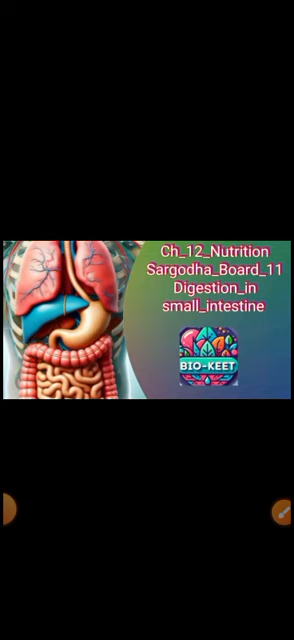 Ch_12_Nutrition
Sargodha_Board_11
Digestion_in
small_intestine
BIO-KEET